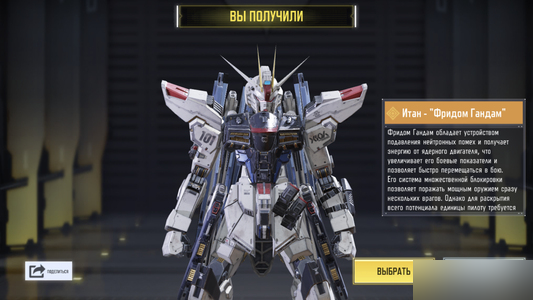 ВЫ ПОЛУЧИЛИ
Итан - "Фридом Гандам"
Фридом Гандам обладает устройством
подавления нейтронных помех и получает
энергию от ядерного двигателя, что
увеличивает его боевые показатели и
позволяет быстро перемещаться в бою.
Его система множественной блокировки
позволяет поражать мощным оружием сразу
нескольких врагов. Однако для раскрытия
всего потенциала единицы пилоту требуется
101
ПОДЕЛИТЬСЯ
ВЫБРАТЬ